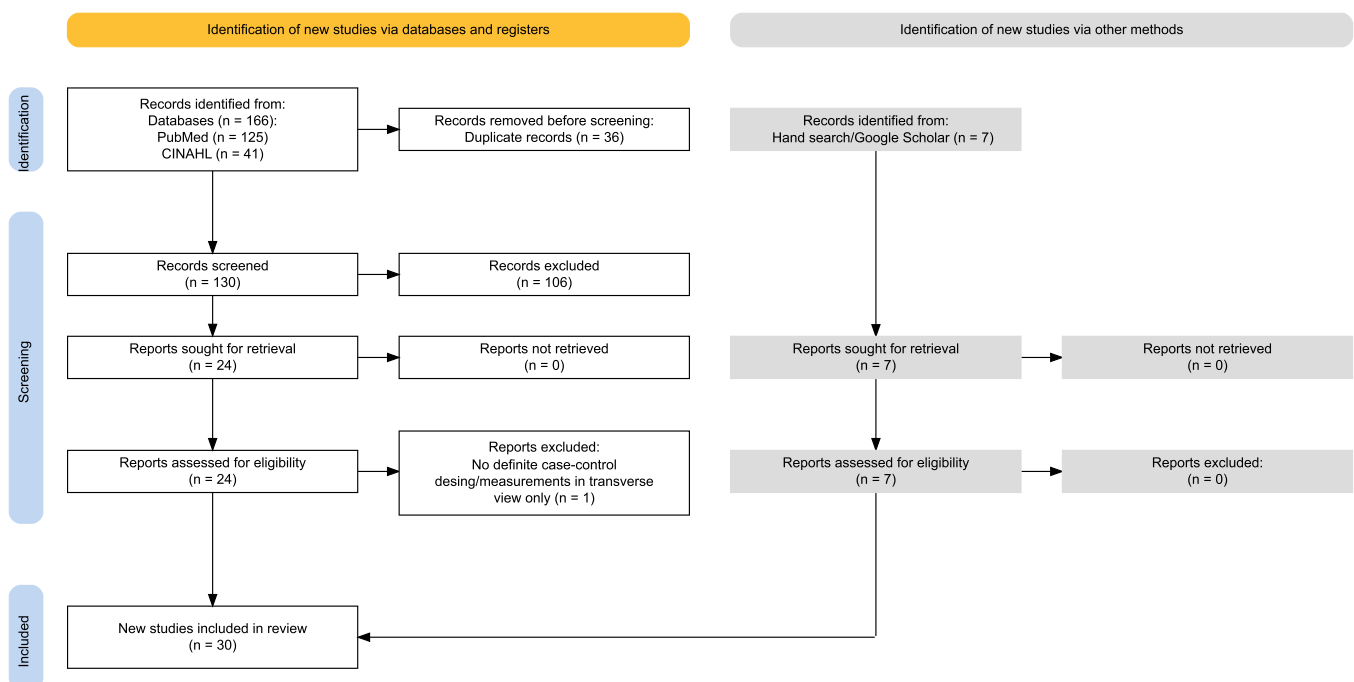 Identification of new studies via databases and registers
Identification of new studies via other methods
Identification
Records identified from:
Databases (n = 166):
PubMed (n = 125)
CINAHL (n = 41)
Records removed before screening:
Duplicate records (n = 36)
Records identified from:
Hand search/Google Scholar (n = 7)
Screening
Records screened
(n = 130)
Records excluded
(n = 106)
Reports sought for retrieval
(n = 24)
Reports not retrieved
(n = 0)
Reports sought for retrieval
(n = 7)
Reports not retrieved
(n = 0)
Reports assessed for eligibility
(n = 24)
Reports excluded:
No definite case-control
desing/measurements in transverse
view only (n = 1)
Reports assessed for eligibility
(n = 7)
Reports excluded:
(n = 0)
Included
New studies included in review
(n = 30)